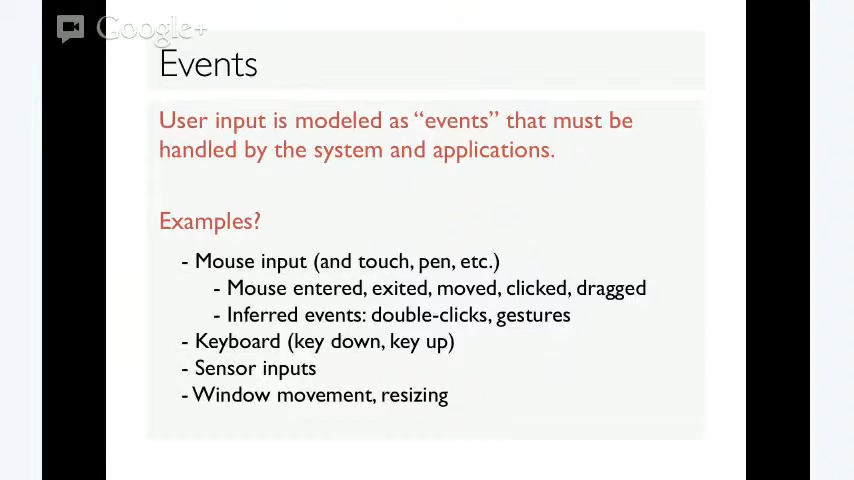 Google+
Events
User input is modeled as “events” that must be
handled by the system and applications.
Examples?
- Mouse input (and touch, pen, etc.)
- Mouse entered, exited, moved, clicked, dragged
- Inferred events: double-clicks, gestures
- Keyboard (key down, key up)
- Sensor inputs
- Window movement, resizing